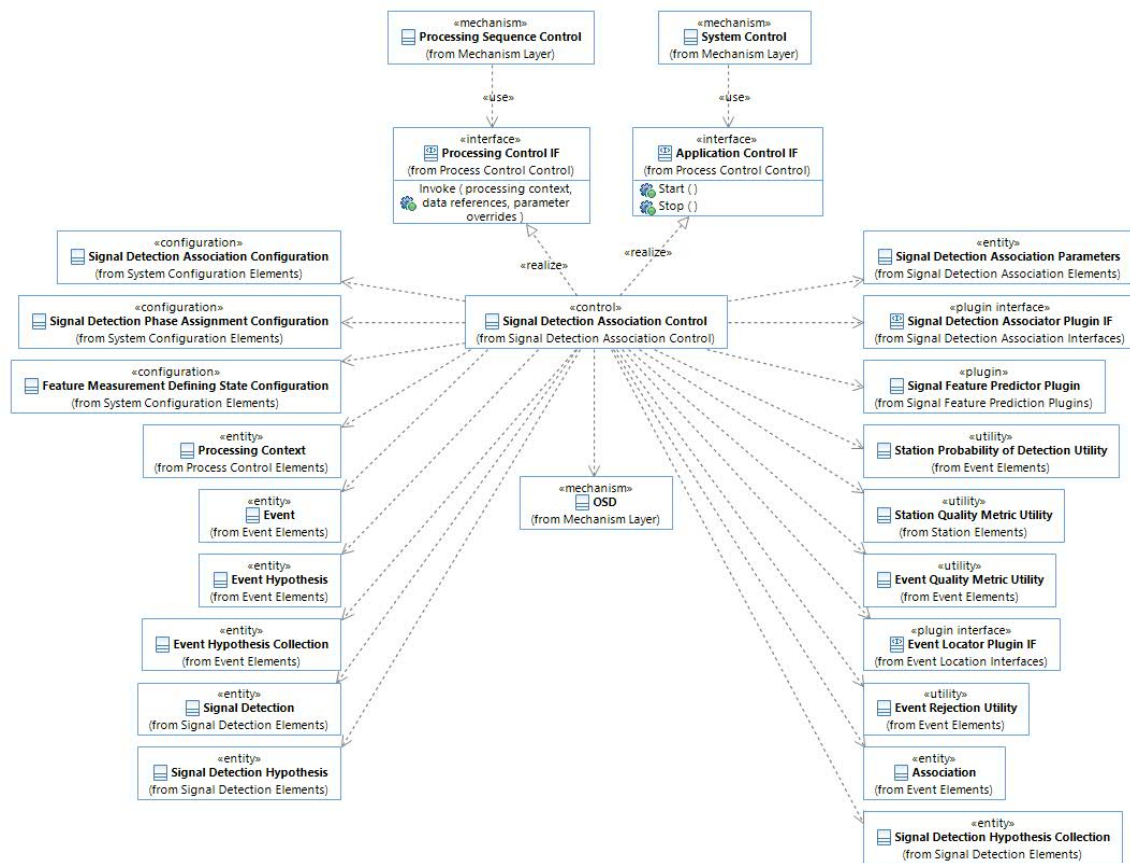 «mechanism»
Processing Sequence Control
(from Mechanism Layer)
«mechanism»
System Control
(from Mechanism Layer)
«use»
«use»
«interface»
Processing Control IF
(from Process Control Control)
Invoke ( processing context,
data references, parameter
overrides )
«interface»
Application Control IF
(from Process Control Control)
Start ( )
Stop ( )
«realize»
«realize»
«configuration»
Signal Detection Association Configuration
(from System Configuration Elements)
«configuration»
Signal Detection Phase Assignment Configuration
(from System Configuration Elements)
«configuration»
Feature Measurement Defining State Configuration
(from System Configuration Elements)
«entity»
Processing Context
(from Process Control Elements)
«entity»
Event
(from Event Elements)
«entity»
Event Hypothesis
(from Event Elements)
«entity»
Event Hypothesis Collection
(from Event Elements)
«entity»
Signal Detection
(from Signal Detection Elements)
«entity»
Signal Detection Hypothesis
(from Signal Detection Elements)
«control»
Signal Detection Association Control
(from Signal Detection Association Control)
«mechanism»
OSD
(from Mechanism Layer)
«entity»
Signal Detection Association Parameters
(from Signal Detection Association Elements)
«plugin interface»
Signal Detection Associator Plugin IF
(from Signal Detection Association Interfaces)
«plugin»
Signal Feature Predictor Plugin
(from Signal Feature Prediction Plugins)
«utility»
Station Probability of Detection Utility
(from Event Elements)
«utility»
Station Quality Metric Utility
(from Station Elements)
«utility»
Event Quality Metric Utility
(from Event Elements)
«plugin interface»
Event Locator Plugin IF
(from Event Location Interfaces)
«utility»
Event Rejection Utility
(from Event Elements)
«entity»
Association
(from Event Elements)
«entity»
Signal Detection Hypothesis Collection
(from Signal Detection Elements)